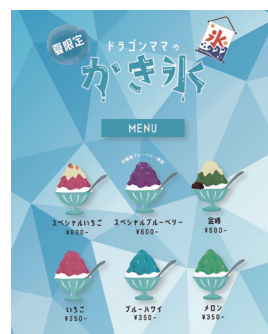 夏限定
ドラゴンママの
氷
かき氷
MENU
スペシャルいちご
¥600-
スペシャルブルーベリー
¥600-
宇治
¥600-
いちご
¥350-
ブルーハワイ
¥350-
メロン
¥350-